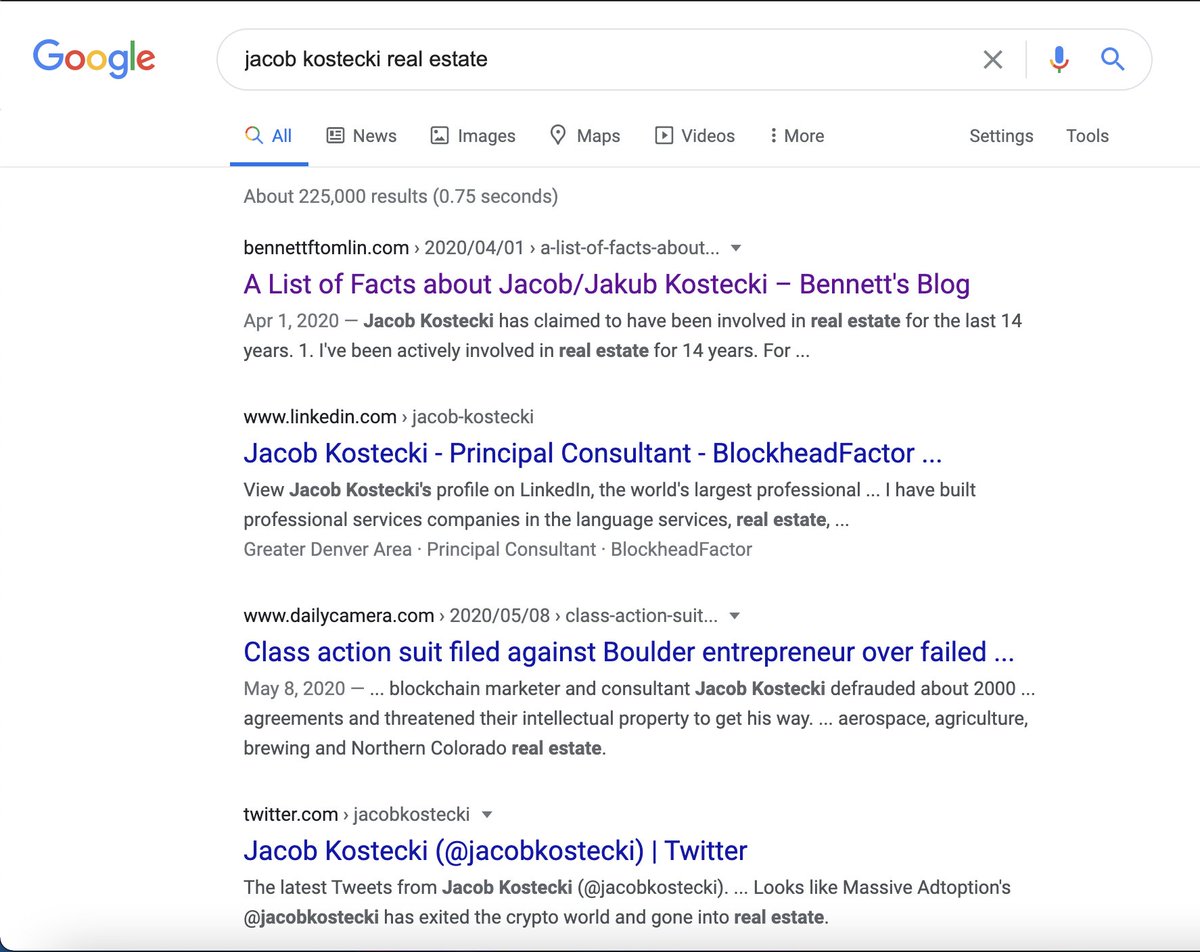 Google
jacob kostecki real estate
All News Images Maps Videos More Settings Tools
About 225,000 results (0.75 seconds)
bennettftomlin.com › 2020/04/01 › a-list-of-facts-about...
A List of Facts about Jacob/Jakub Kostecki – Bennett's Blog
Apr 1, 2020 — Jacob Kostecki has claimed to have been involved in real estate for the last 14
years. 1. I've been actively involved in real estate for 14 years. For ...
www.linkedin.com › jacob-kostecki
Jacob Kostecki - Principal Consultant - BlockheadFactor ...
View Jacob Kostecki's profile on LinkedIn, the world's largest professional ... I have built
professional services companies in the language services, real estate, ...
Greater Denver Area · Principal Consultant · BlockheadFactor
www.dailycamera.com › 2020/05/08 › class-action-suit...
Class action suit filed against Boulder entrepreneur over failed ...
May 8, 2020 — ... blockchain marketer and consultant Jacob Kostecki defrauded about 2000 ...
agreements and threatened their intellectual property to get his way. ... aerospace, agriculture,
brewing and Northern Colorado real estate.
twitter.com › jacobkostecki
Jacob Kostecki (@jacobkostecki) | Twitter
The latest Tweets from Jacob Kostecki (@jacobkostecki). ... Looks like Massive Adtoption's
@jacobkostecki has exited the crypto world and gone into real estate.